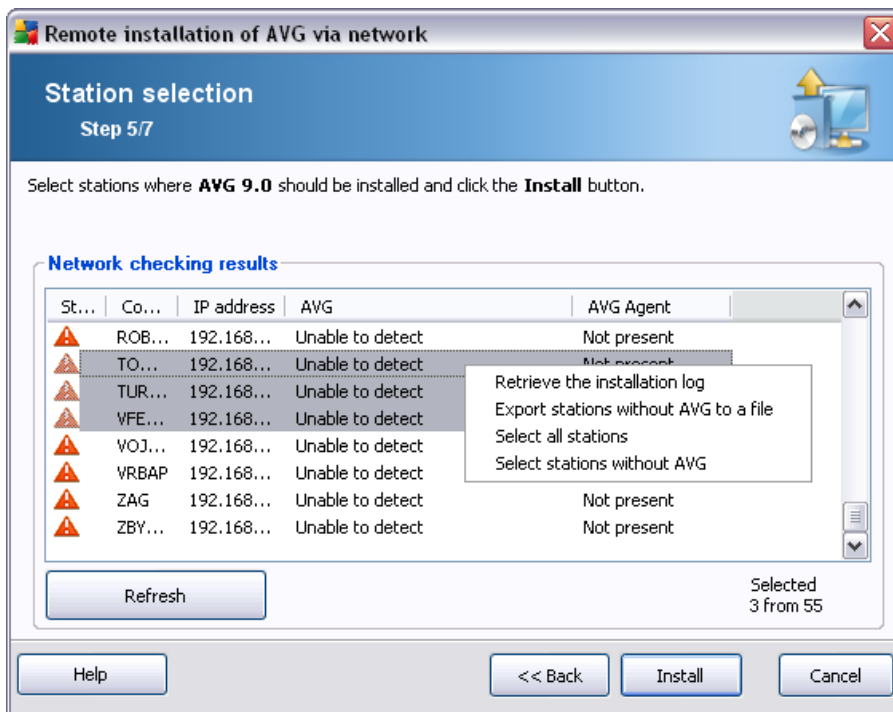 Remote installation of AVG via network
Station selection
Step 5/7
Select stations where AVG 9.0 should be installed and click the Install button.
Network checking results
St... Co... IP address AVG AVG Agent
ROB... 192.168... Unable to detect Not present
TO... 192.168... Unable to detect Not present
TUR... 192.168... Unable to detect
VFE... 192.168... Unable to detect
VOJ... 192.168... Unable to detect
VRBAP 192.168... Unable to detect
ZAG 192.168... Unable to detect Not present
ZBY... 192.168... Unable to detect Not present
Retrieve the installation log
Export stations without AVG to a file
Select all stations
Select stations without AVG
Refresh
Selected
3 from 55
Help
<< Back
Install
Cancel